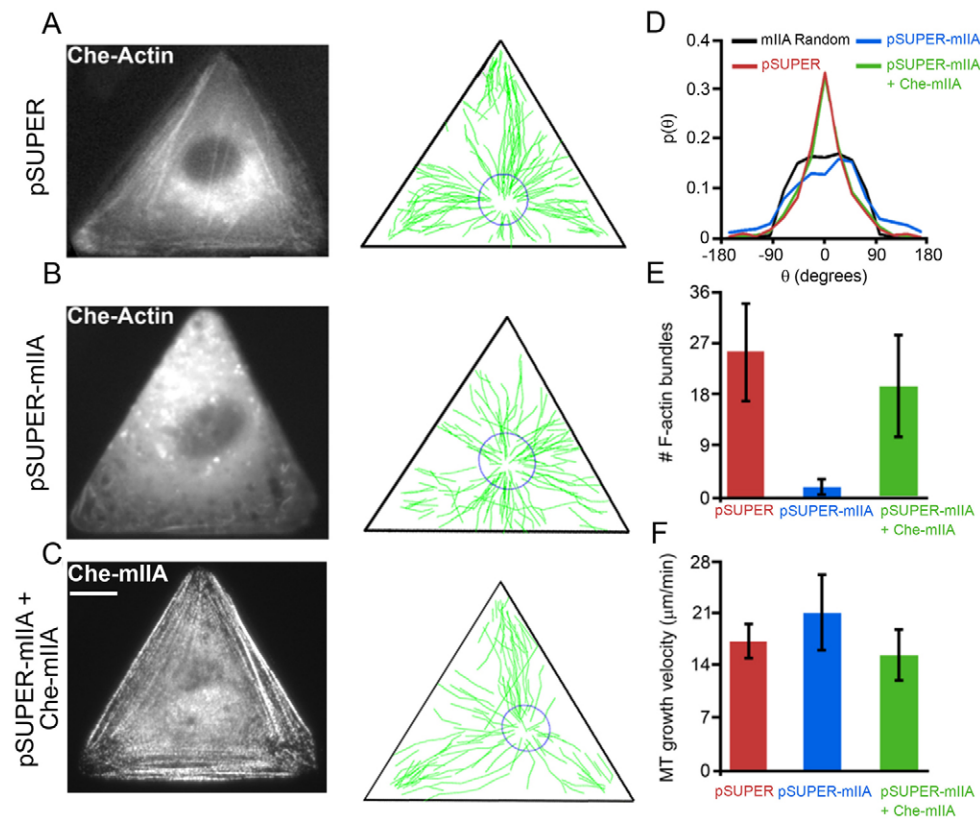 A
Che-Actin
pSUPER
B
Che-Actin
pSUPER-mIIA
C
Che-mIIA
pSUPER-mIIA +
Che-mIIA
D
mIIA Random
pSUPER
pSUPER-mIIA
pSUPER-mIIA
+ Che-mIIA
p(θ)
0.4
0.3
0.2
0.1
0
-180 -90 0 90 180
θ (degrees)
E
# F-actin bundles
36
27
18
9
0
pSUPER pSUPER-mIIA pSUPER-mIIA
+ Che-mIIA
F
MT growth velocity (μm/min)
28
21
14
7
0
pSUPER pSUPER-mIIA pSUPER-mIIA
+ Che-mIIA